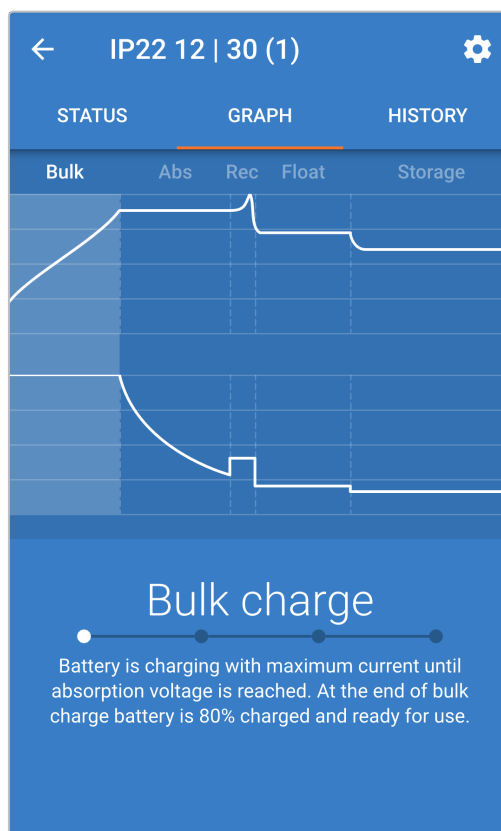 IP22 12 | 30 (1)
STATUS GRAPH HISTORY
Bulk Abs Rec Float Storage
Bulk charge
Battery is charging with maximum current until
absorption voltage is reached. At the end of bulk
charge battery is 80% charged and ready for use.